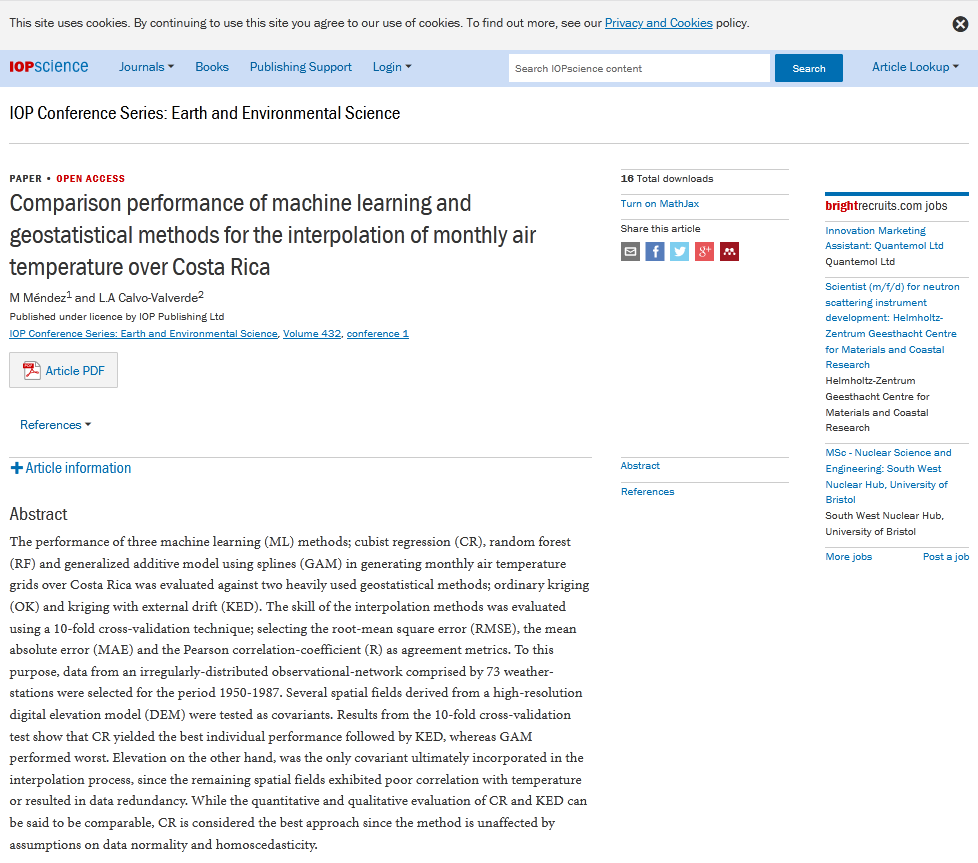 This site uses cookies. By continuing to use this site you agree to our use of cookies. To find out more, see our Privacy and Cookies policy.
IOPscience Journals Books Publishing Support Login Search IOPscience content Search Article Lookup
IOP Conference Series: Earth and Environmental Science
PAPER • OPEN ACCESS
Comparison performance of machine learning and
geostatistical methods for the interpolation of monthly air
temperature over Costa Rica
M Méndez1 and L.A Calvo-Valverde2
Published under licence by IOP Publishing Ltd
IOP Conference Series: Earth and Environmental Science, Volume 432, conference 1
Article PDF
References
Article information
Abstract
The performance of three machine learning (ML) methods; cubist regression (CR), random forest
(RF) and generalized additive model using splines (GAM) in generating monthly air temperature
grids over Costa Rica was evaluated against two heavily used geostatistical methods; ordinary kriging
(OK) and kriging with external drift (KED). The skill of the interpolation methods was evaluated
using a 10-fold cross-validation technique; selecting the root-mean square error (RMSE), the mean
absolute error (MAE) and the Pearson correlation-coefficient (R) as agreement metrics. To this
purpose, data from an irregularly-distributed observational-network comprised by 73 weather-
stations were selected for the period 1950-1987. Several spatial fields derived from a high-resolution
digital elevation model (DEM) were tested as covariants. Results from the 10-fold cross-validation
test show that CR yielded the best individual performance followed by KED, whereas GAM
performed worst. Elevation on the other hand, was the only covariant ultimately incorporated in the
interpolation process, since the remaining spatial fields exhibited poor correlation with temperature
or resulted in data redundancy. While the quantitative and qualitative evaluation of CR and KED can
be said to be comparable, CR is considered the best approach since the method is unaffected by
assumptions on data normality and homoscedasticity.
16 Total downloads
Turn on MathJax
Share this article
f
g+
Abstract
References
brightrecruits.com jobs
Innovation Marketing
Assistant: Quantemol Ltd
Quantemol Ltd
Scientist (m/f/d) for neutron
scattering instrument
development: Helmholtz-
Zentrum Geesthacht Centre
for Materials and Coastal
Research
Helmholtz-Zentrum
Geesthacht Centre for
Materials and Coastal
Research
MSc - Nuclear Science and
Engineering: South West
Nuclear Hub, University of
Bristol
South West Nuclear Hub,
University of Bristol
More jobs Post a job